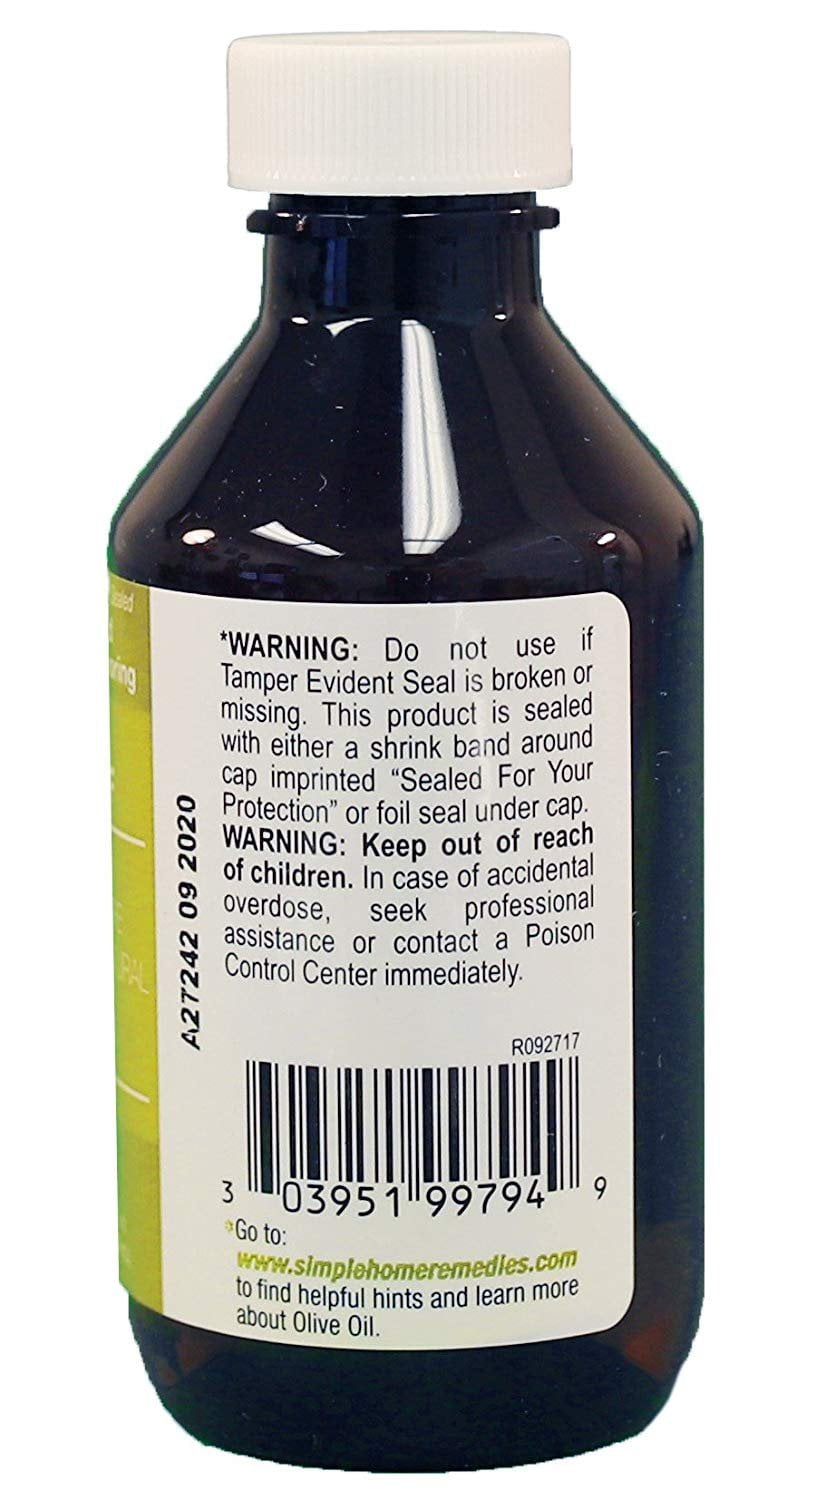 *WARNING: Do not use if
Tamper Evident Seal is broken or
missing. This product is sealed
with either a shrink band around
cap imprinted “Sealed For Your
Protection” or foil seal under cap.
WARNING: Keep out of reach
of children. In case of accidental
overdose, seek professional
assistance or contact a Poison
Control Center immediately.
A27242 09 2020
R092717
3 03951 99794 9
*Go to:
www.simplehomeremedies.com
to find helpful hints and learn more
about Olive Oil.